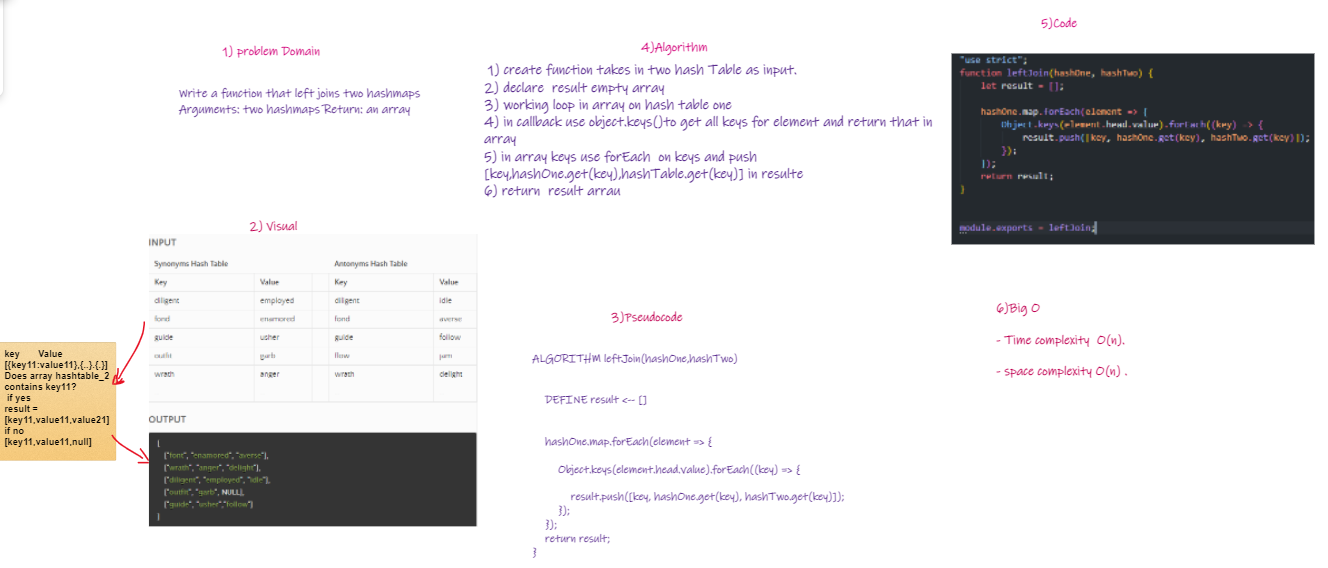 1) problem Domain
Write a function that left joins two hashmaps
Arguments: two hashmaps Return: an array
2) Visual
INPUT
Synonyms Hash Table Antonyms Hash Table
Key Value Key Value
diligent employed diligent idle
fond enamored fond averse
guide usher guide follow
outfit garb flow jam
wrath anger wrath delight
key Value
[{key11:value11},{..}.{.}]
Does array hashtable_2
contains key11?
if yes
result =
[key11,value11,value21]
if no
[key11,value11,null]
OUTPUT
[
["font", "enamored", "averse"],
["wrath", "anger", "delight"],
["diligent", "employed", "idle"],
["outfit", "garb", NULL],
["guide", "usher","follow"]
]
4)Algorithm
1) create function takes in two hash Table as input.
2) declare result empty array
3) working loop in array on hash table one
4) in callback use object.keys()to get all keys for element and return that in
array
5) in array keys use forEach on keys and push
[key,hashOne.get(key),hashTable.get(key)] in resulte
6) return result arrau
3)Pseudocode
ALGORITHM leftJoin(hashOne,hashTwo)
DEFINE result <-- []
hashOne.map.forEach(element => {
Object.keys(element.head.value).forEach((key) => {
result.push([key, hashOne.get(key), hashTwo.get(key)]);
});
});
return result;
}
5)Code
"use strict";
function leftJoin(hashOne, hashTwo) {
let result = [];
hashOne.map.forEach(element => {
Object.keys(element.head.value).forEach((key) => {
result.push([key, hashOne.get(key), hashTwo.get(key)]);
});
});
return result;
}
module.exports = leftJoin;
6)Big O
- Time complexity O(n).
- space complexity O(n) .